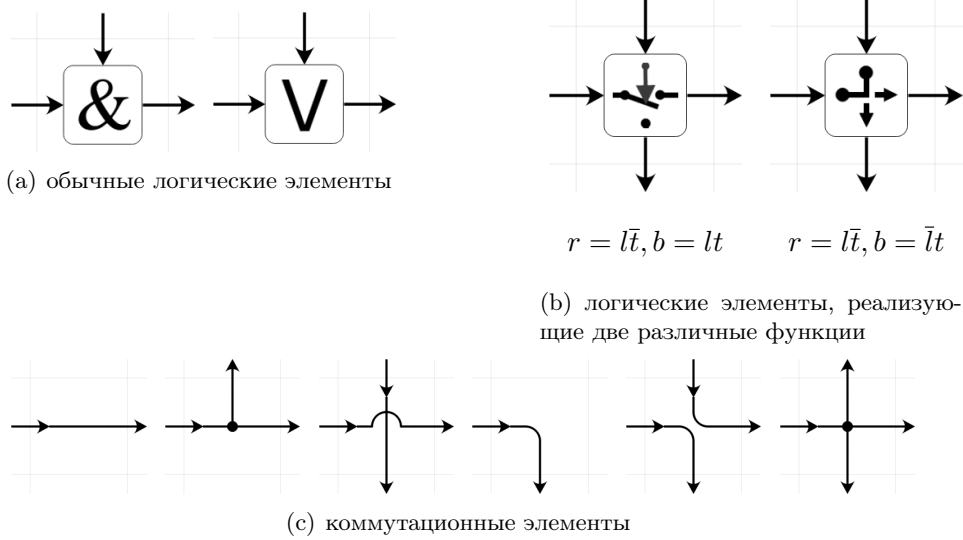 & V
(a) обычные логические элементы
r = lt̄, b = lt r = lt̄, b = l̄t
(b) логические элементы, реализую-
щие две различные функции
(c) коммутационные элементы